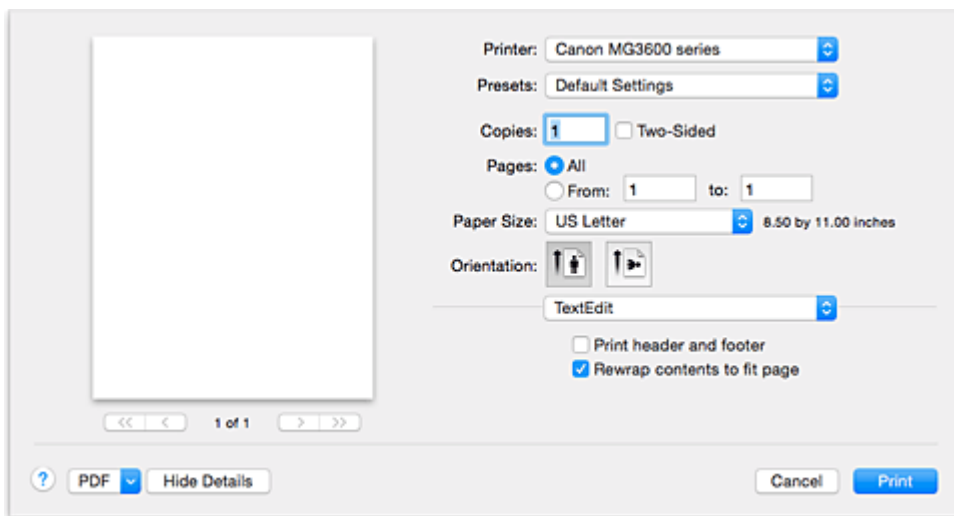 Printer: Canon MG3600 series
Presets: Default Settings
Copies: 1 Two-Sided
Pages: All
From: 1 to: 1
Paper Size: US Letter 8.50 by 11.00 inches
Orientation:
TextEdit
Print header and footer
Rewrap contents to fit page
<< < 1 of 1 > >>
? PDF Hide Details Cancel Print